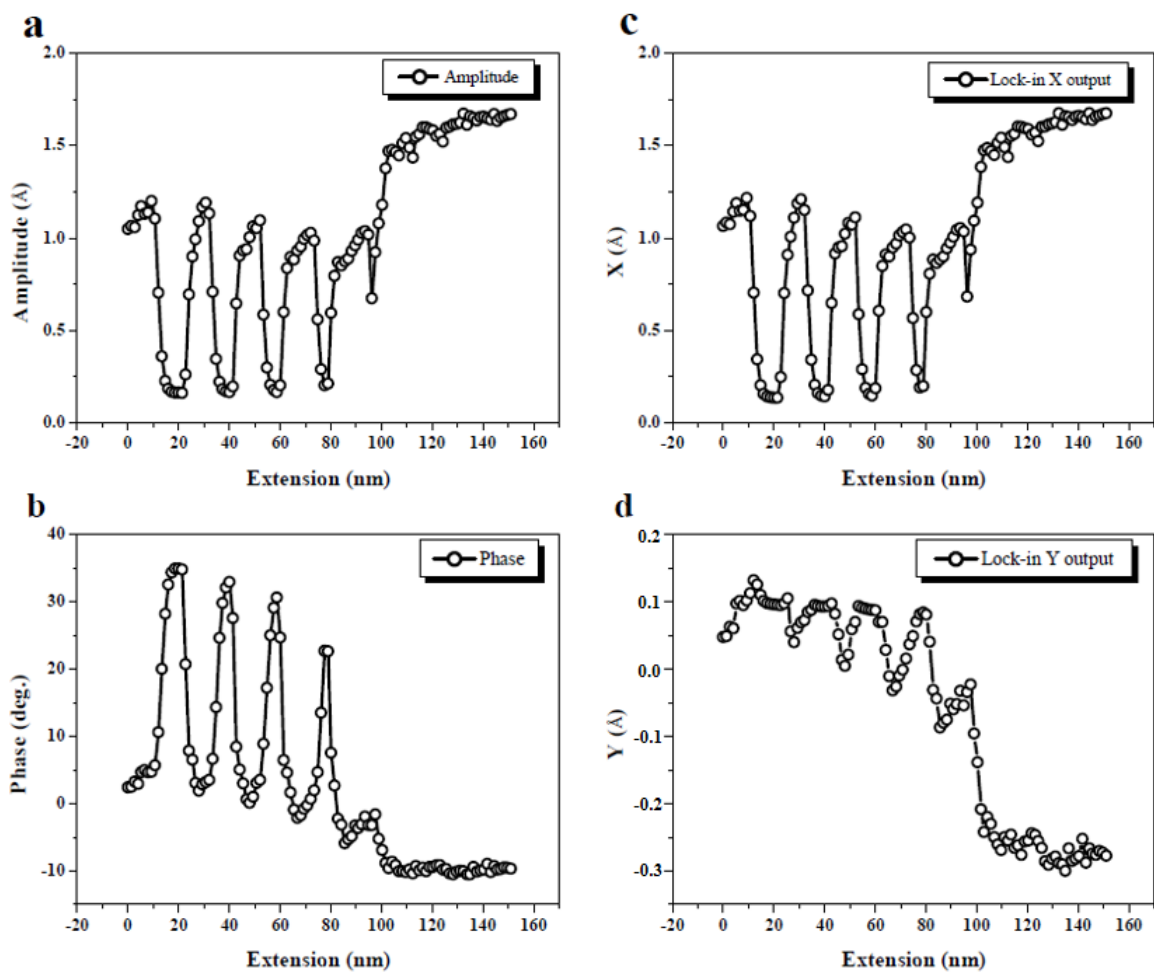 a
Amplitude
2.0
1.5
1.0
0.5
0.0
Amplitude (Å)
-20 0 20 40 60 80 100 120 140 160
Extension (nm)
c
Lock-in X output
2.0
1.5
1.0
0.5
0.0
X (Å)
-20 0 20 40 60 80 100 120 140 160
Extension (nm)
b
Phase
40
30
20
10
0
-10
Phase (deg.)
-20 0 20 40 60 80 100 120 140 160
Extension (nm)
d
Lock-in Y output
0.2
0.1
0.0
-0.1
-0.2
-0.3
Y (Å)
-20 0 20 40 60 80 100 120 140 160
Extension (nm)